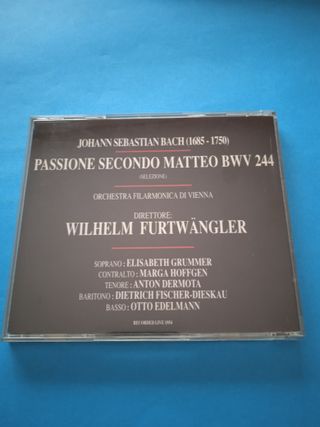 JOHANN SEBASTIAN BACH (1685 - 1750)
PASSIONE SECONDO MATTEO BWV 244
(SELEZIONE)
ORCHESTRA FILARMONICA DI VIENNA
DIRETTORE:
WILHELM FURTWÄNGLER
SOPRANO : ELISABETH GRUMMER
CONTRALTO : MARGA HOFFGEN
TENORE : ANTON DERMOTA
BARITONO : DIETRICH FISCHER-DIESKAU
BASSO : OTTO EDELMANN
RECORDED LIVE 1954